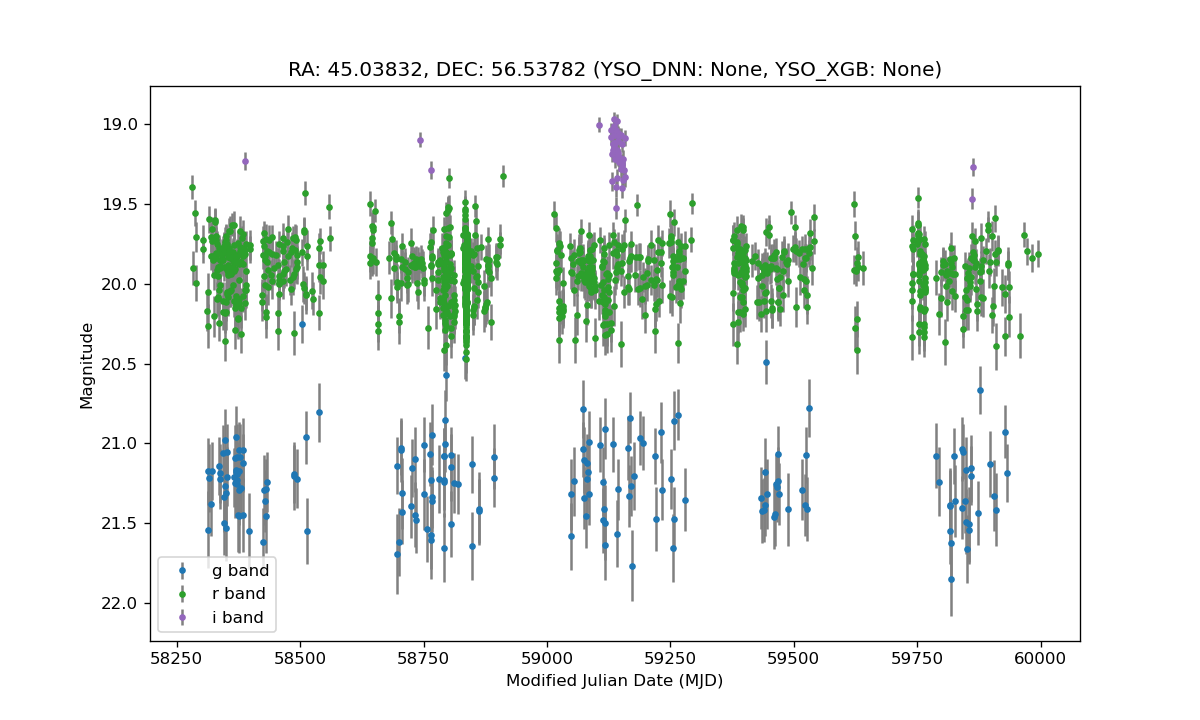 RA: 45.03832, DEC: 56.53782 (YSO_DNN: None, YSO_XGB: None)
19.0
19.5
20.0
20.5
21.0
21.5
22.0
Magnitude
g band
r band
i band
58250
58500
58750
59000
59250
59500
59750
60000
Modified Julian Date (MJD)